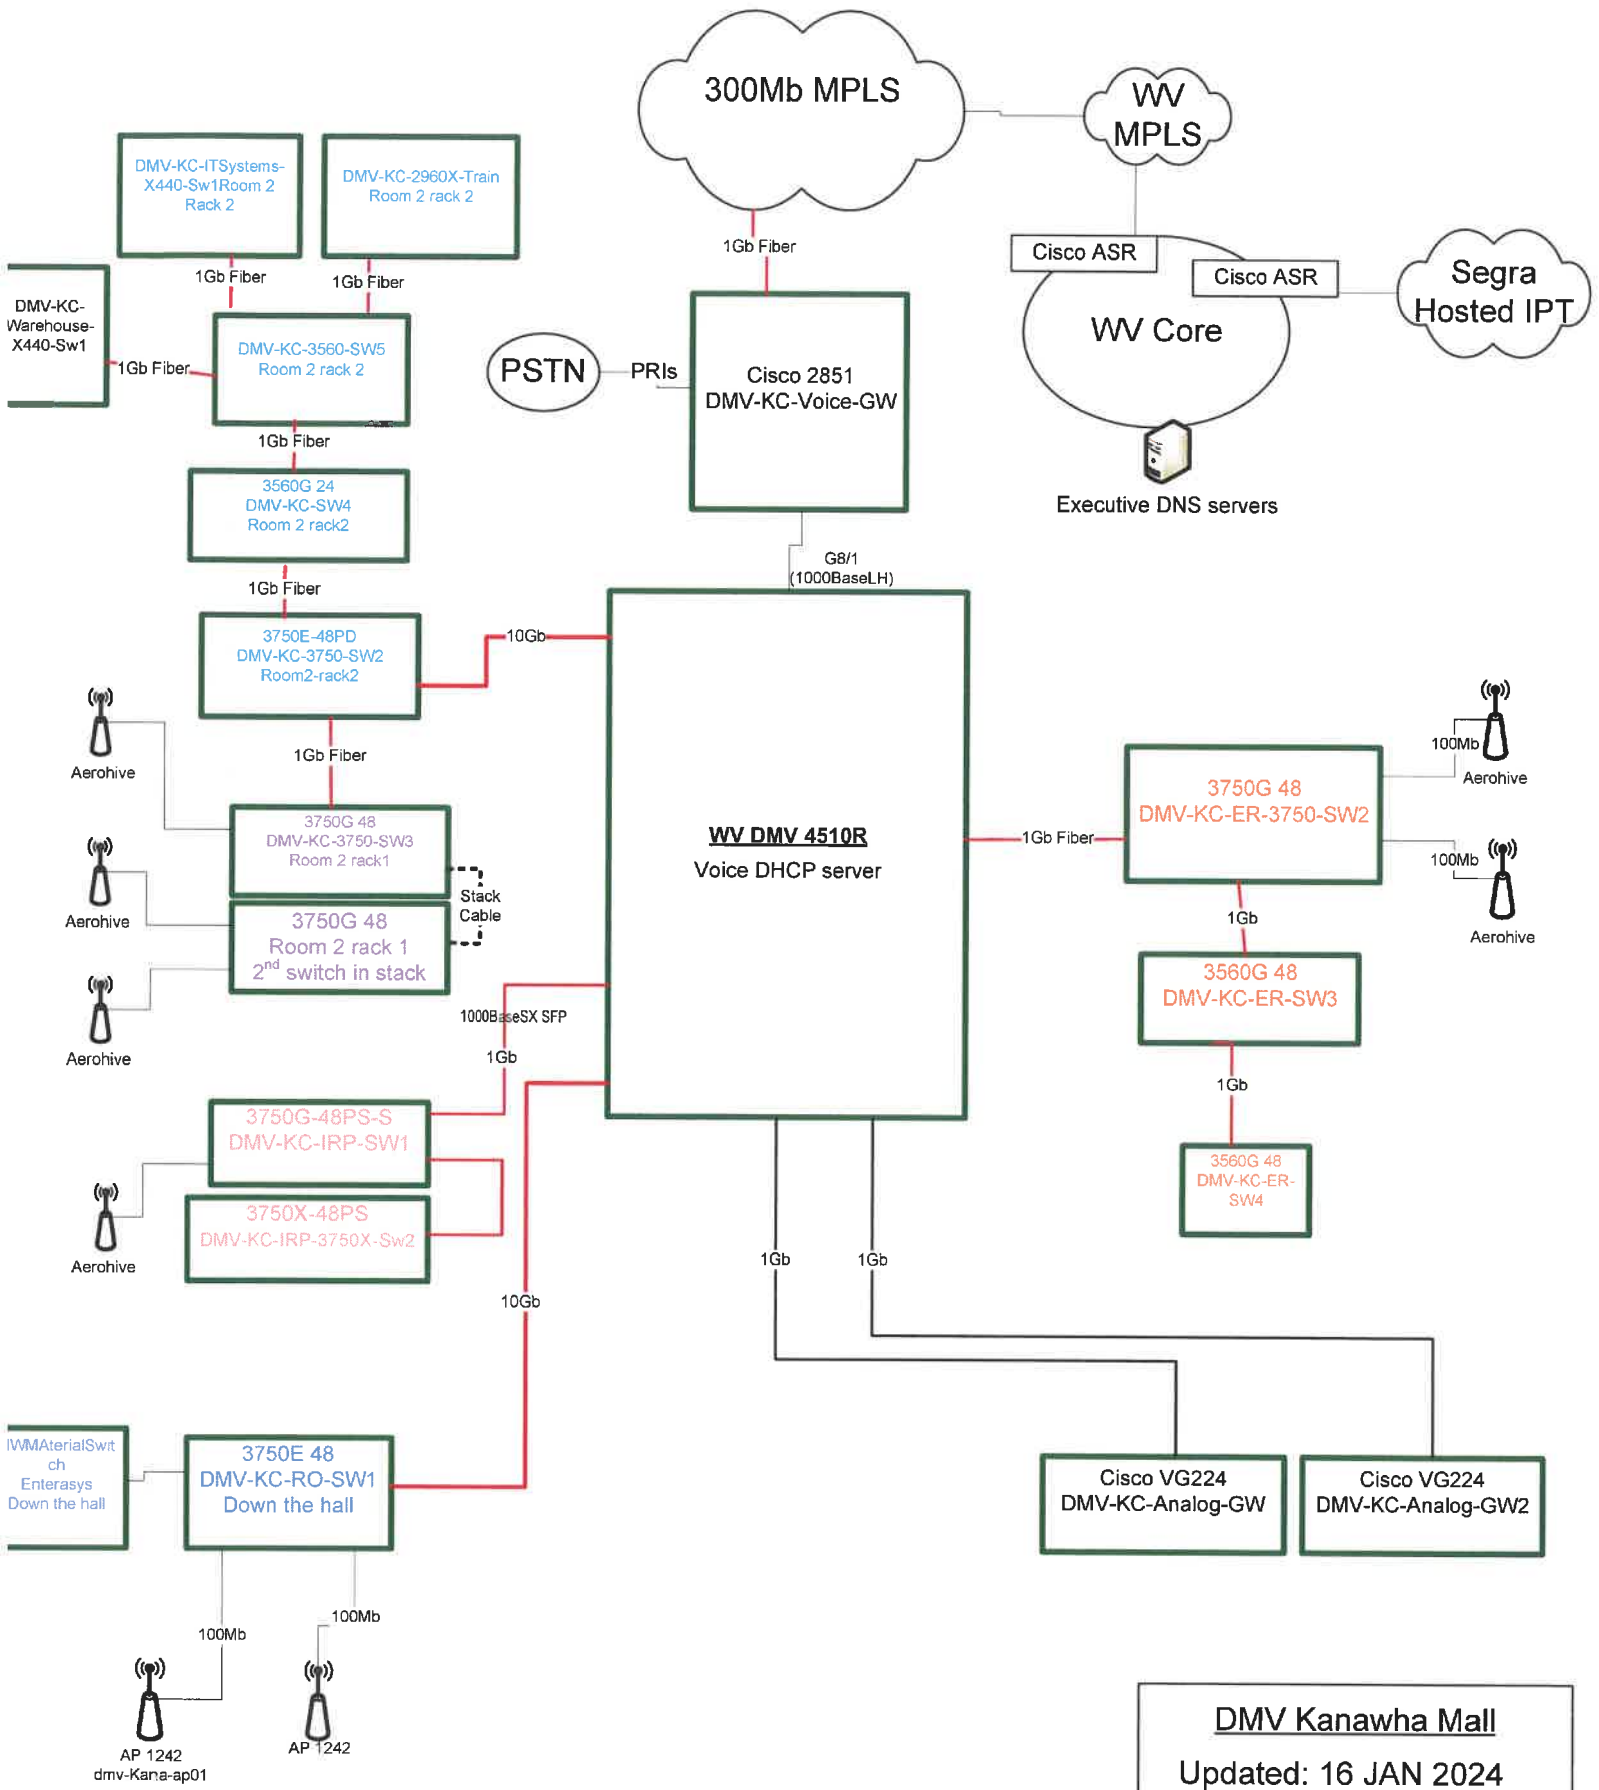 300Mb MPLS
WV
MPLS
DMV-KC-ITSystems-
X440-Sw1Room 2
Rack 2
DMV-KC-2960X-Train
Room 2 rack 2
1Gb Fiber
Cisco ASR
Cisco ASR
Segra
Hosted IPT
WV Core
1Gb Fiber
1Gb Fiber
DMV-KC-
Warehouse-
X440-Sw1
1Gb Fiber
DMV-KC-3560-SW5
Room 2 rack 2
PSTN
PRIs
Cisco 2851
DMV-KC-Voice-GW
1Gb Fiber
Executive DNS servers
3560G 24
DMV-KC-SW4
Room 2 rack2
G8/1
(1000BaseLH)
1Gb Fiber
3750E-48PD
DMV-KC-3750-SW2
Room2-rack2
10Gb
Aerohive
1Gb Fiber
100Mb
Aerohive
3750G 48
DMV-KC-ER-3750-SW2
3750G 48
DMV-KC-3750-SW3
Room 2 rack1
WV DMV 4510R
Voice DHCP server
1Gb Fiber
100Mb
Aerohive
Stack
Cable
Aerohive
3750G 48
Room 2 rack 1
2nd switch in stack
1Gb
3560G 48
DMV-KC-ER-SW3
1000BaseSX SFP
1Gb
Aerohive
1Gb
3750G-48PS-S
DMV-KC-IRP-SW1
3560G 48
DMV-KC-ER-
SW4
3750X-48PS
DMV-KC-IRP-3750X-Sw2
Aerohive
1Gb
1Gb
10Gb
IWMAterialSwit
ch
Enterasys
Down the hall
3750E 48
DMV-KC-RO-SW1
Down the hall
Cisco VG224
DMV-KC-Analog-GW
Cisco VG224
DMV-KC-Analog-GW2
100Mb
100Mb
AP 1242
dmv-Kana-ap01
AP 1242
DMV Kanawha Mall
Updated: 16 JAN 2024